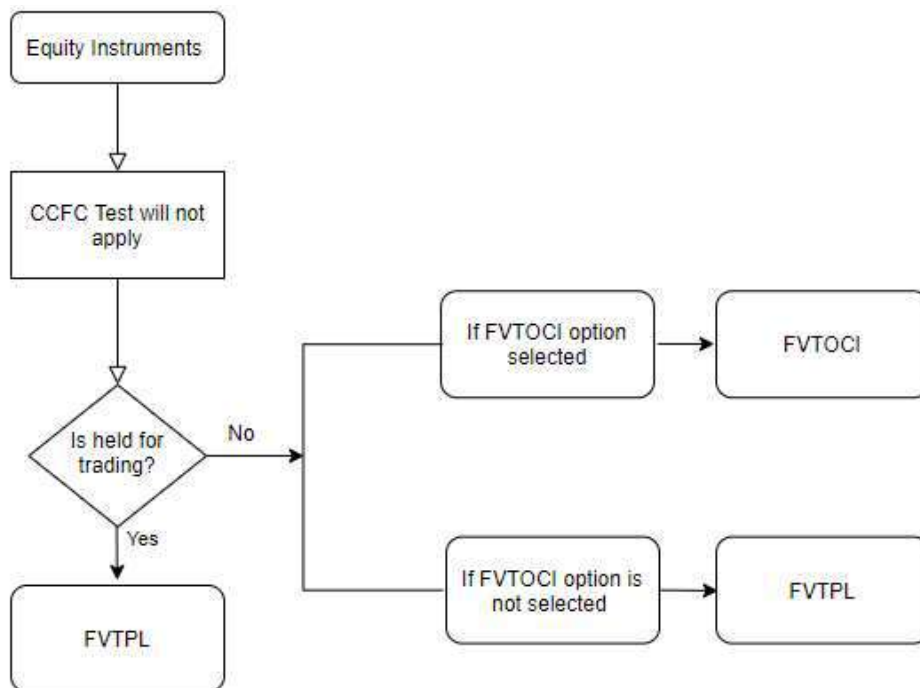 Equity Instruments
CCFC Test will not
apply
Is held for
trading?
No
Yes
FVTPL
If FVTOCI option
selected
FVTOCI
If FVTOCI option is
not selected
FVTPL